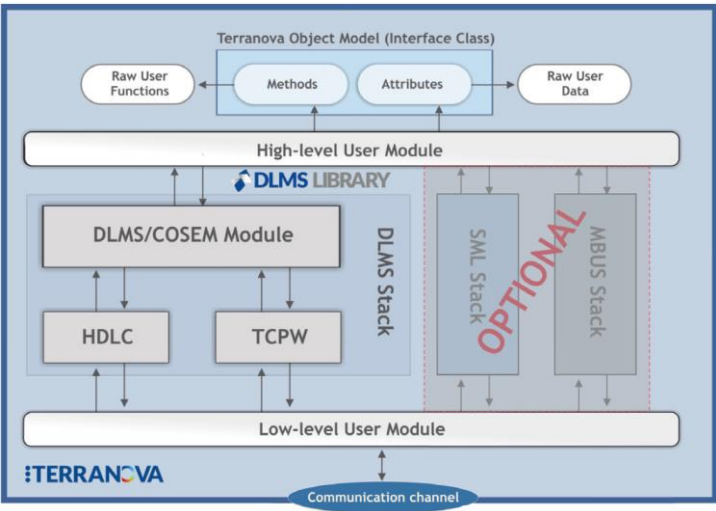 Terranova Object Model (Interface Class)
Raw User
Functions
Methods
Attributes
Raw User
Data
High-level User Module
DLMS LIBRARY
DLMS/COSEM Module
HDLC
TCPW
DLMS Stack
SML Stack
OPTIONAL
MBUS Stack
Low-level User Module
TERRANOVA
Communication channel